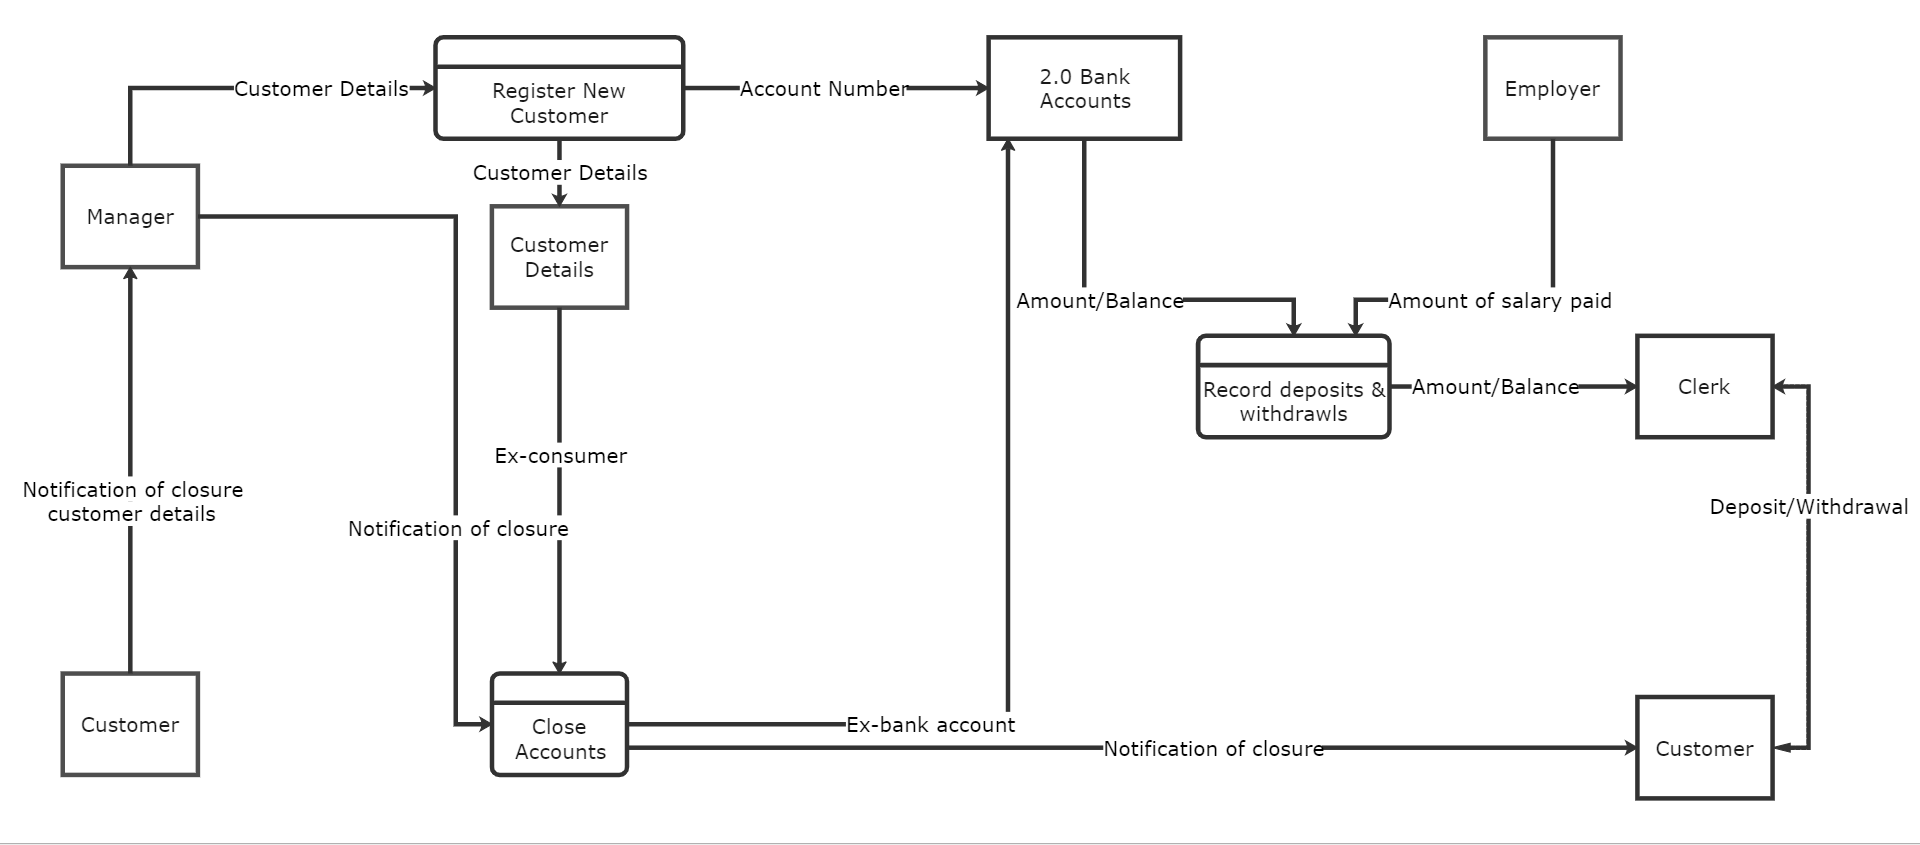 Customer Details
Register New
Customer
Account Number
2.0 Bank
Accounts
Employer
Customer Details
Manager
Customer
Details
Amount/Balance
Amount of salary paid
Record deposits &
withdrawls
Amount/Balance
Clerk
Ex-consumer
Notification of closure
customer details
Notification of closure
Deposit/Withdrawal
Customer
Close
Accounts
Ex-bank account
Notification of closure
Customer